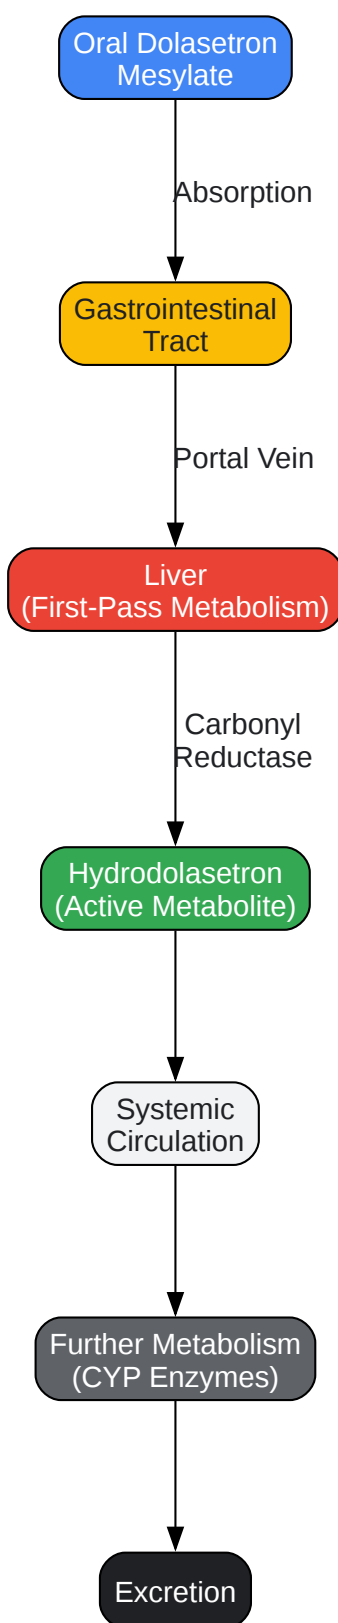 Oral Dolasetron
Mesylate
Absorption
Gastrointestinal
Tract
Portal Vein
Liver
(First-Pass Metabolism)
Carbonyl
Reductase
Hydrodolasetron
(Active Metabolite)
Systemic
Circulation
Further Metabolism
(CYP Enzymes)
Excretion